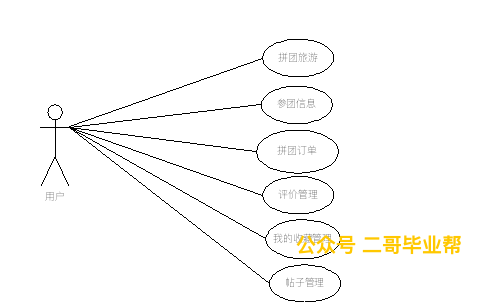 拼团旅游
参团信息
拼团订单
用户
评价管理
我的收藏管理
公众号 二哥毕业帮
帖子管理